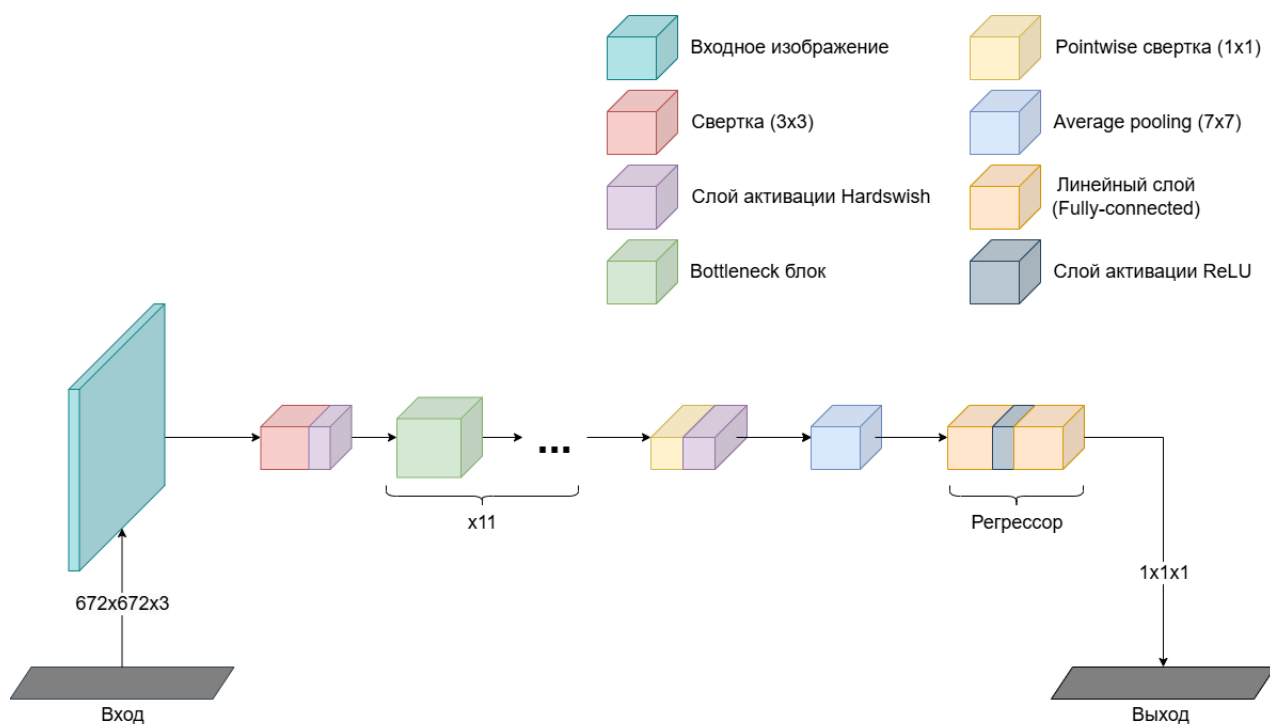 Входное изображение
Pointwise свертка (1x1)
Свертка (3x3)
Average pooling (7x7)
Слой активации Hardswish
Линейный слой
(Fully-connected)
Bottleneck блок
Слой активации ReLU
...
x11
Регрессор
672x672x3
1x1x1
Вход
Выход